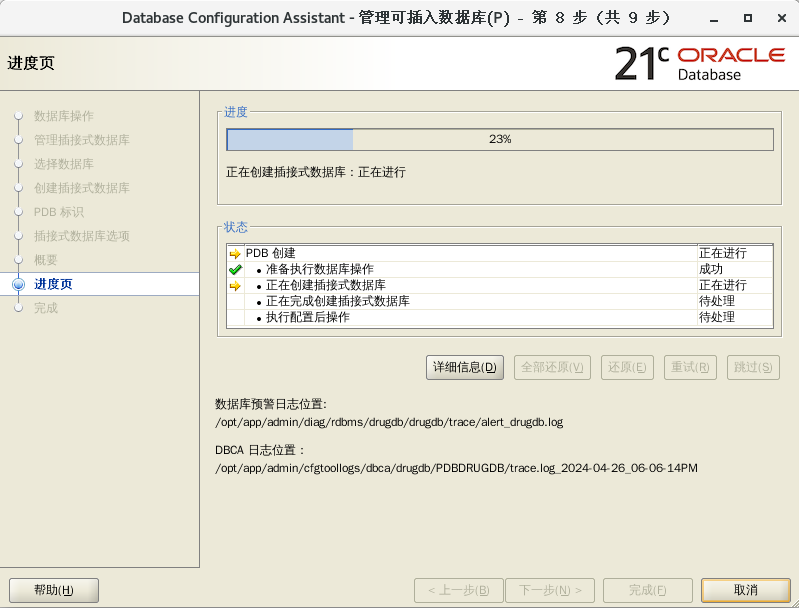 Database Configuration Assistant - 管理可插入数据库(P) - 第 8 步 (共 9 步)
进度页
21c ORACLE Database
数据库操作
管理插接式数据库
选择数据库
创建插接式数据库
PDB 标识
插接式数据库选项
概要
进度页
完成
进度
23%
正在创建插接式数据库：正在进行
状态
PDB 创建 正在进行
准备执行数据库操作 成功
正在创建插接式数据库 正在进行
正在完成创建插接式数据库 待处理
执行配置后操作 待处理
详细信息(D) 全部还原(V) 还原(E) 重试(R) 跳过(S)
数据库预警日志位置:
/opt/app/admin/diag/rdbms/drugdb/drugdb/trace/alert_drugdb.log
DBCA 日志位置：
/opt/app/admin/cfgtoollogs/dbca/drugdb/PDBDRUGDB/trace.log_2024-04-26_06-06-14PM
帮助(H) < 上一步(B) 下一步(N) > 完成(F) 取消